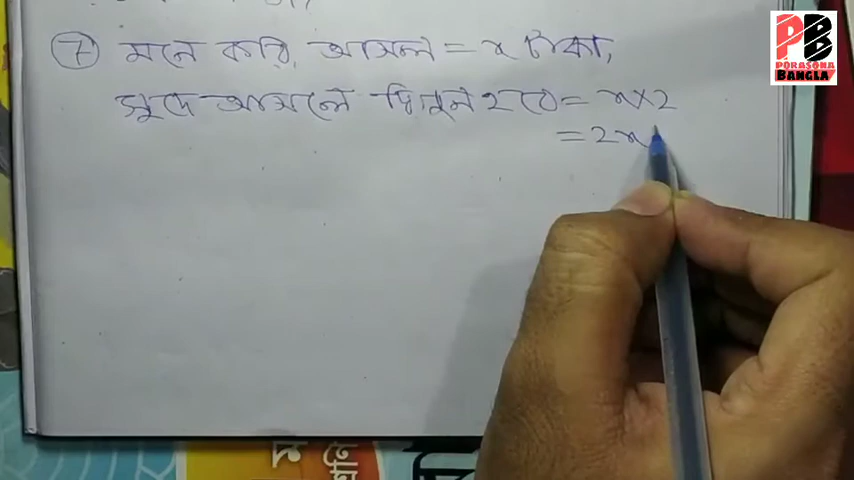 PB
PORASONA
BANGLA
7 মনে করি, আসল = x টাকা,
সুদে আসলে দ্বিগুন হবে = x×2
= 2x